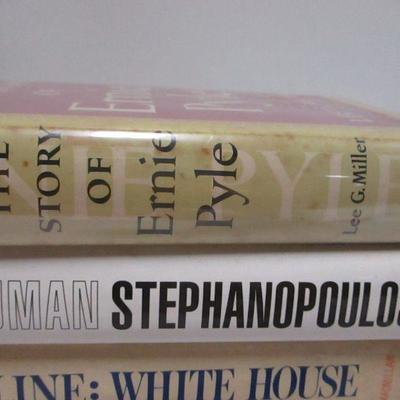 THE
STORY
OF
Ernie
Pyle
Lee G. Miller
UMAN STEPHANOPOULOS
LINE: WHITE HOUSE